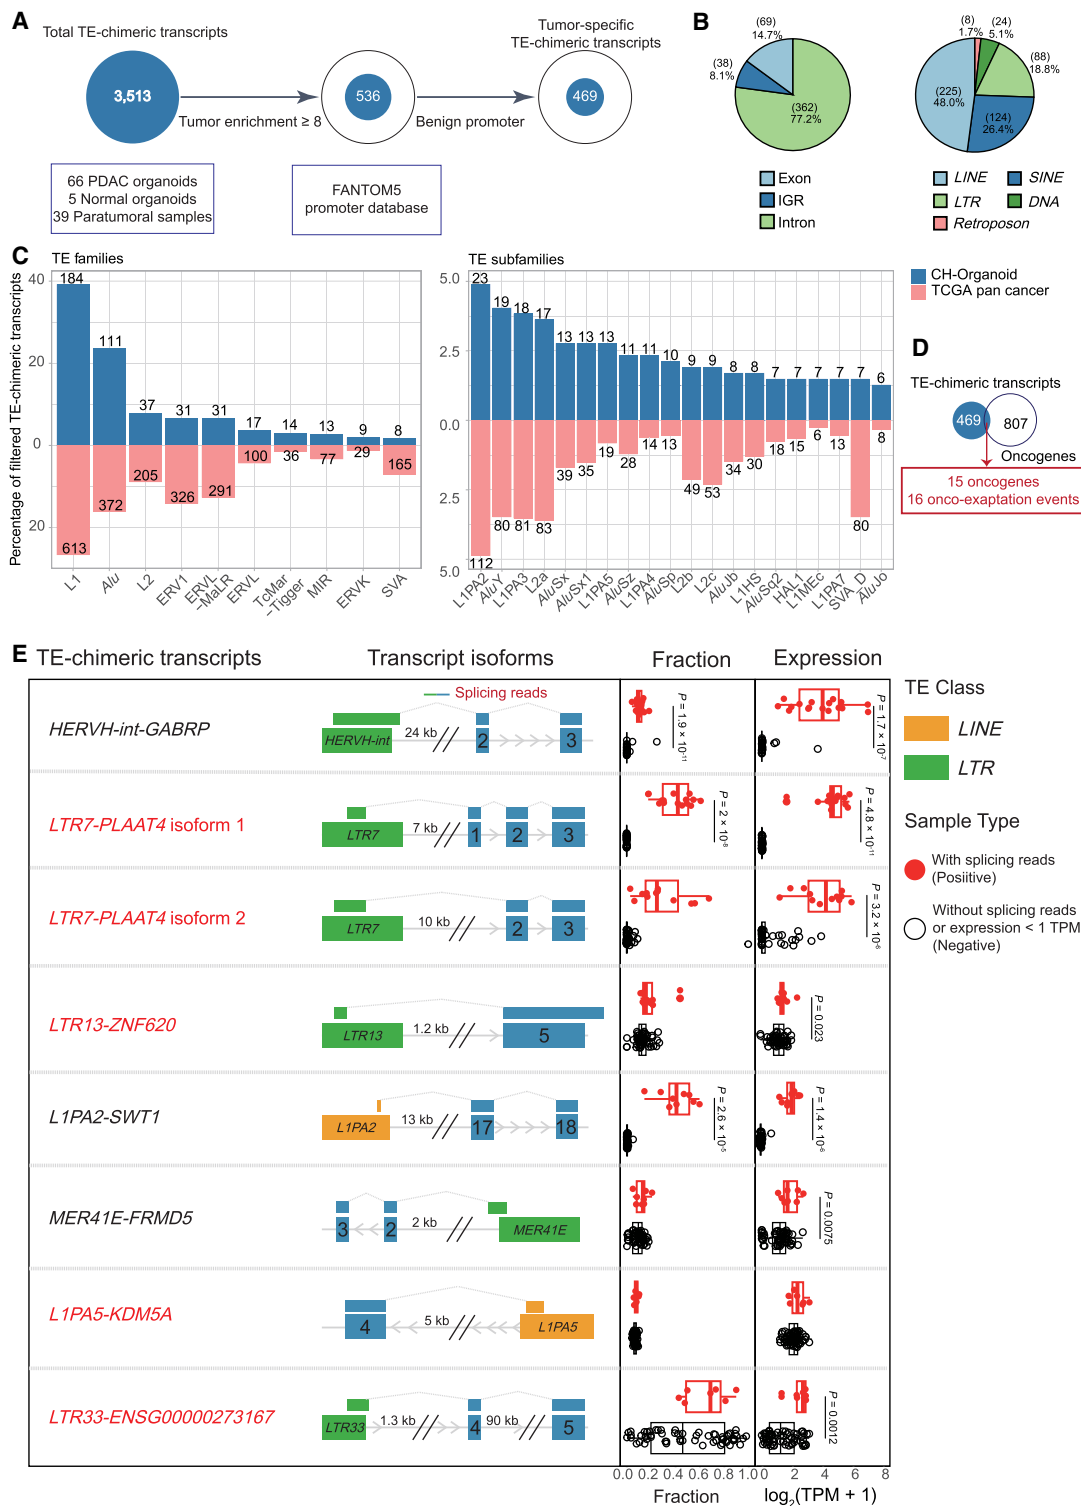 A
Total TE-chimeric transcripts
Tumor-specific
TE-chimeric transcripts
3,513
536
469
Tumor enrichment ≥ 8
Benign promoter
66 PDAC organoids
5 Normal organoids
39 Paratumoral samples
FANTOM5
promoter database
B
(69)
14.7%
(38)
8.1%
(362)
77.2%
Exon
IGR
Intron
(8)
1.7%
(24)
5.1%
(88)
18.8%
(225)
48.0%
(124)
26.4%
LINE
SINE
LTR
DNA
Retroposon
C
TE families
Percentage of filtered TE-chimeric transcripts
40
20
0
20
184
111
37
31
31
17
14
13
9
8
613
372
205
326
291
100
36
77
29
165
L1
Alu
L2
ERV1
ERVL
-MaLR
ERVL
TcMar
-Tigger
MIR
ERVK
SVA
TE subfamilies
5.0
2.5
0.0
2.5
5.0
23
19
18
17
13
13
13
11
11
10
9
9
8
8
7
7
7
7
7
6
112
80
81
83
39
35
19
28
14
13
49
53
34
30
18
15
6
13
80
8
L1PA2
AluY
L1PA3
L2a
AluSx
AluSx1
L1PA5
AluSz
L1PA4
AluSp
L2b
L2c
AluJb
L1HS
AluSq2
HAL1
L1MEc
L1PA7
SVA_D
AluJo
CH-Organoid
TCGA pan cancer
D
TE-chimeric transcripts
469
807
Oncogenes
15 oncogenes
16 onco-exaptation events
E
TE-chimeric transcripts
Transcript isoforms
Fraction
Expression
Splicing reads
HERVH-int-GABRP
HERVH-int
24 kb
2
3
P = 1.9 × 10-11
P = 1.7 × 10-7
LTR7-PLAAT4 isoform 1
LTR7
7 kb
1
2
3
P = 2 × 10-8
P = 4.8 × 10-11
LTR7-PLAAT4 isoform 2
LTR7
10 kb
2
3
P = 3.2 × 10-6
LTR13-ZNF620
LTR13
1.2 kb
5
P = 0.023
L1PA2-SWT1
L1PA2
13 kb
17
18
P = 2.6 × 10-5
P = 1.4 × 10-6
MER41E-FRMD5
3
2
2 kb
MER41E
P = 0.0075
L1PA5-KDM5A
4
5 kb
L1PA5
LTR33-ENSG00000273167
LTR33
1.3 kb
4
90 kb
5
P = 0.0012
0.0 0.2 0.4 0.6 0.8 1.0
Fraction
0 2 4 6 8
log2(TPM + 1)
TE Class
LINE
LTR
Sample Type
With splicing reads
(Positive)
Without splicing reads
or expression < 1 TPM
(Negative)